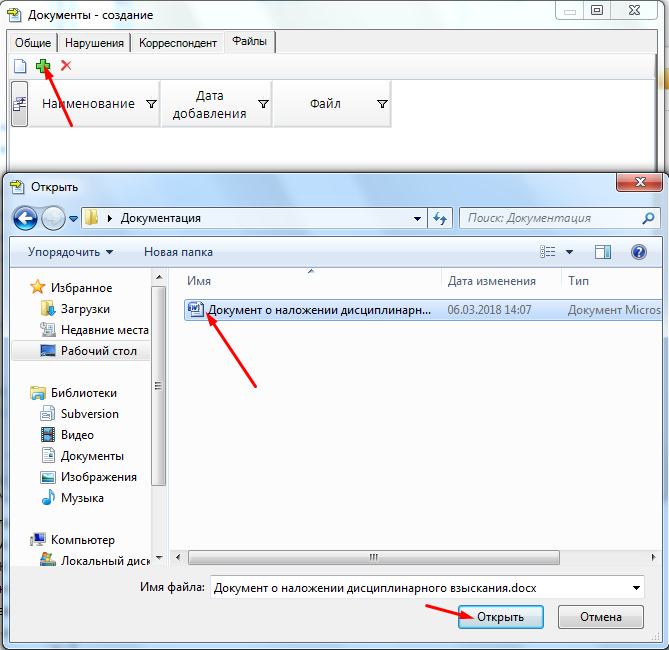 Документы - создание
Общие Нарушения Корреспондент Файлы
Наименование Дата добавления Файл
Открыть
Документация Поиск: Документация
Упорядочить Новая папка
Имя Дата изменения Тип
Избранное
Загрузки
Недавние места
Рабочий стол
Библиотеки
Subversion
Видео
Документы
Изображения
Музыка
Компьютер
Локальный диск
Документ о наложении дисциплинарн... 06.03.2018 14:07 Документ Micros
Имя файла: Документ о наложении дисциплинарного взыскания.docx
Открыть Отмена